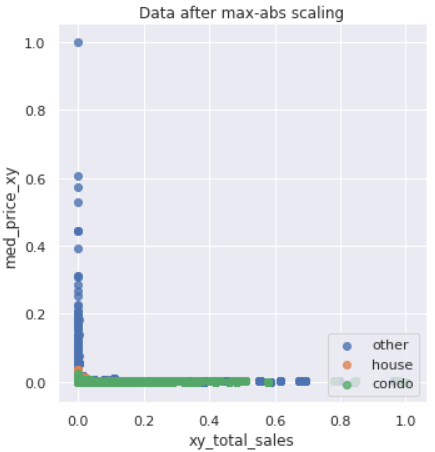 Data after max-abs scaling
1.0
0.8
0.6
0.4
0.2
0.0
med_price_xy
other
house
condo
0.0 0.2 0.4 0.6 0.8 1.0
xy_total_sales